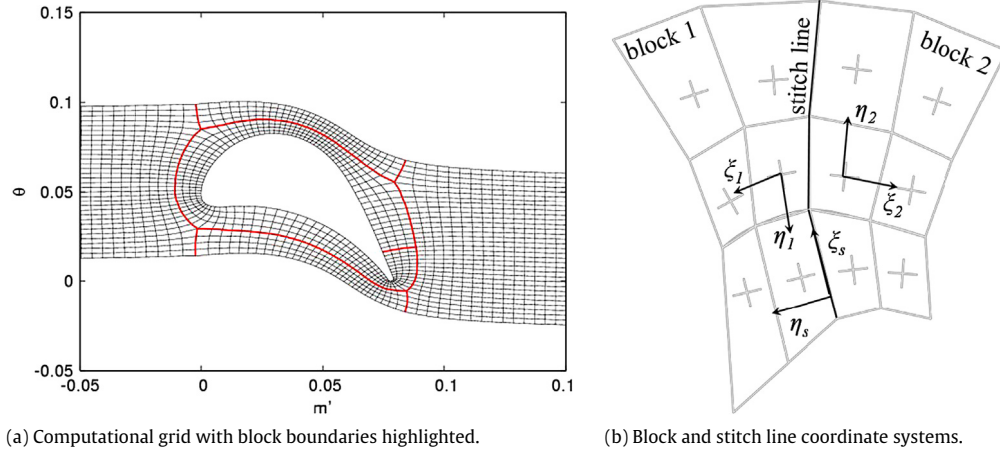 0.15
0.1
0.05
0
-0.05
θ
-0.05
0
0.05
0.1
0.1
m'
(a) Computational grid with block boundaries highlighted.
block 1
stitch line
block 2
η2
ξ1
ξ2
η1
ξs
ηs
(b) Block and stitch line coordinate systems.